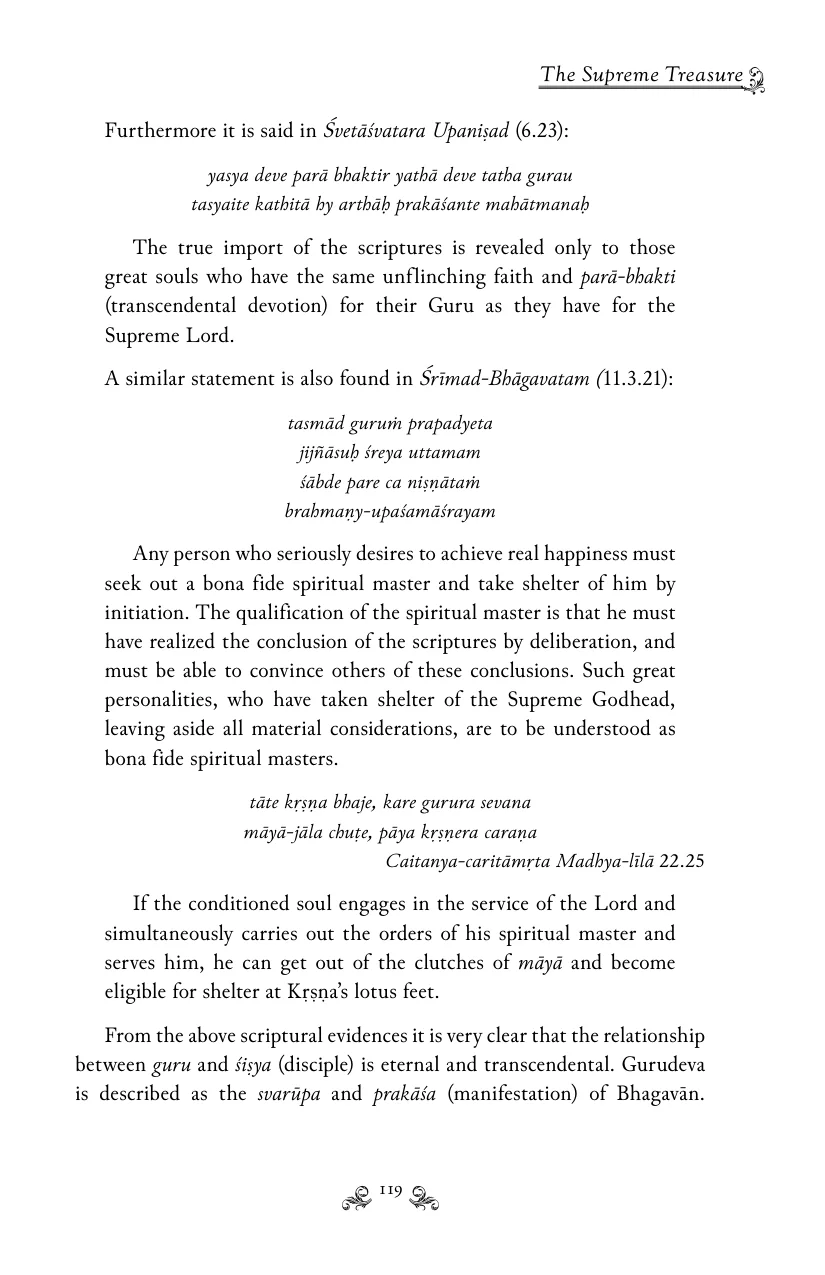 The Supreme Treasure
Furthermore it is said in Śvetāśvatara Upaniṣad (6.23):
yasya deve parā bhaktir yathā deve tatha gurau
tasyaite kathitā hy arthāḥ prakāśante mahātmanaḥ
The true import of the scriptures is revealed only to those
great souls who have the same unflinching faith and parā-bhakti
(transcendental devotion) for their Guru as they have for the
Supreme Lord.
A similar statement is also found in Śrīmad-Bhāgavatam (11.3.21):
tasmād guruṁ prapadyeta
jijñāsuḥ śreya uttamam
śābde pare ca niṣṇātaṁ
brahmaṇy-upaśamāśrayam
Any person who seriously desires to achieve real happiness must
seek out a bona fide spiritual master and take shelter of him by
initiation. The qualification of the spiritual master is that he must
have realized the conclusion of the scriptures by deliberation, and
must be able to convince others of these conclusions. Such great
personalities, who have taken shelter of the Supreme Godhead,
leaving aside all material considerations, are to be understood as
bona fide spiritual masters.
tāte kṛṣṇa bhaje, kare gurura sevana
māyā-jāla chuṭe, pāya kṛṣṇera caraṇa
Caitanya-caritāmṛta Madhya-līlā 22.25
If the conditioned soul engages in the service of the Lord and
simultaneously carries out the orders of his spiritual master and
serves him, he can get out of the clutches of māyā and become
eligible for shelter at Kṛṣṇa’s lotus feet.
From the above scriptural evidences it is very clear that the relationship
between guru and śiṣya (disciple) is eternal and transcendental. Gurudeva
is described as the svarūpa and prakāśa (manifestation) of Bhagavān.
119